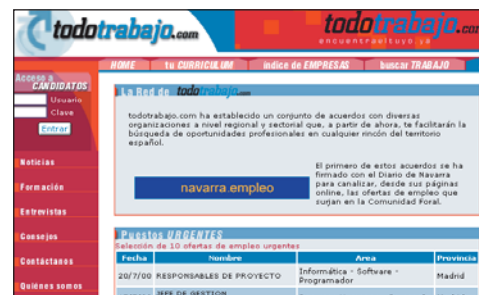 todotrabajo.com
todotrabajo.com
encuentraeltuyo.ya
HOME tu CURRICULUM índice de EMPRESAS buscar TRABAJO
Acceso a
CANDIDATOS
Usuario
Clave
Entrar
Noticias
Formación
Entrevistas
Consejos
Contáctanos
Quiénes somos
La Red de todotrabajo.com
todotrabajo.com ha establecido un conjunto de acuerdos con diversas
organizaciones a nivel regional y sectorial que, a partir de ahora, te facilitarán la
búsqueda de oportunidades profesionales en cualquier rincón del territorio
español.
navarra.empleo
El primero de estos acuerdos se ha
firmado con el Diario de Navarra
para canalizar, desde sus páginas
online, las ofertas de empleo que
surjan en la Comunidad Foral.
Puestos URGENTES
Selección de 10 ofertas de empleo urgentes
Fecha Nombre Area Provincia
20/7/00 RESPONSABLES DE PROYECTO Informática - Software - Programador Madrid
JEFE DE GESTION